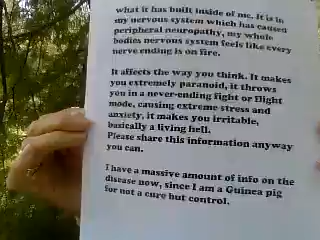 what it has built inside of me. It is in
my nervous system which has caused
peripheral neuropathy, my whole
bodies nervous system feels like every
nerve ending is on fire.
It affects the way you think. It makes
you extremely paranoid, it throws
you in a never-ending fight or flight
mode, causing extreme stress and
anxiety, it makes you irritable,
basically a living hell.
Please share this information anyway
you can.
I have a massive amount of info on the
disease now, since I am a Guinea pig
for not a cure but control.